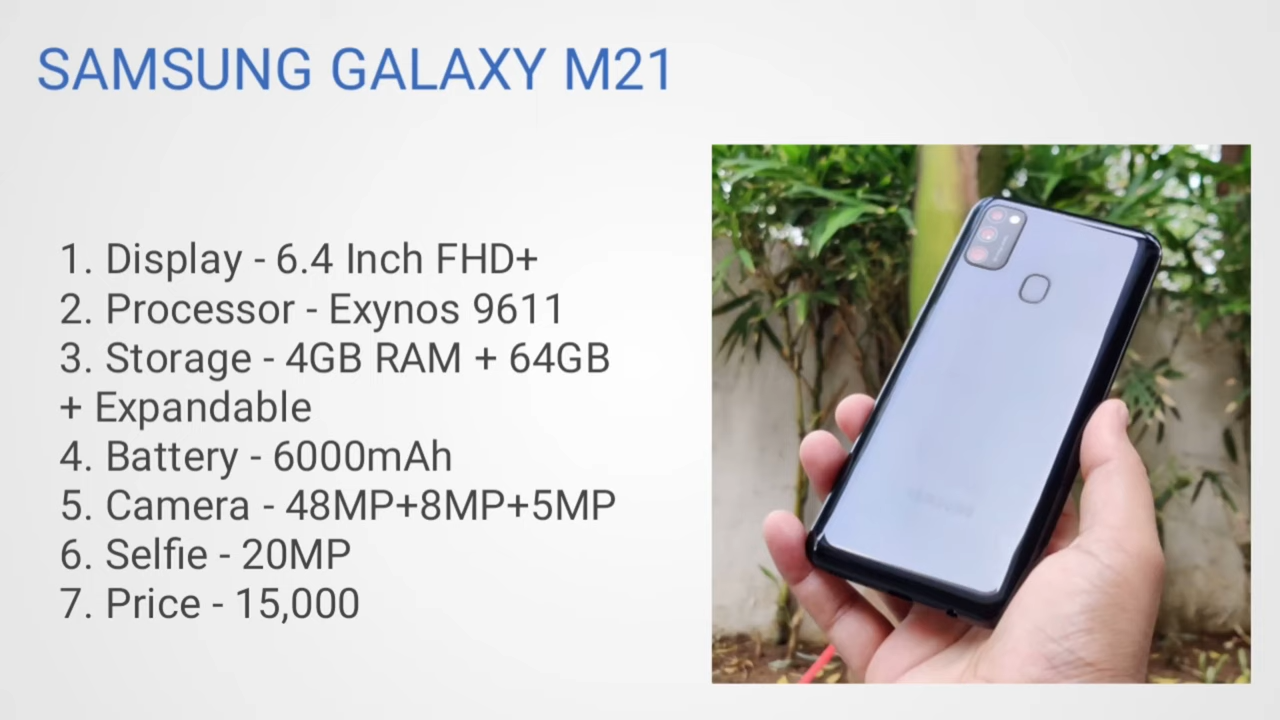 SAMSUNG GALAXY M21
1. Display - 6.4 Inch FHD+
2. Processor - Exynos 9611
3. Storage - 4GB RAM + 64GB
+ Expandable
4. Battery - 6000mAh
5. Camera - 48MP+8MP+5MP
6. Selfie - 20MP
7. Price - 15,000